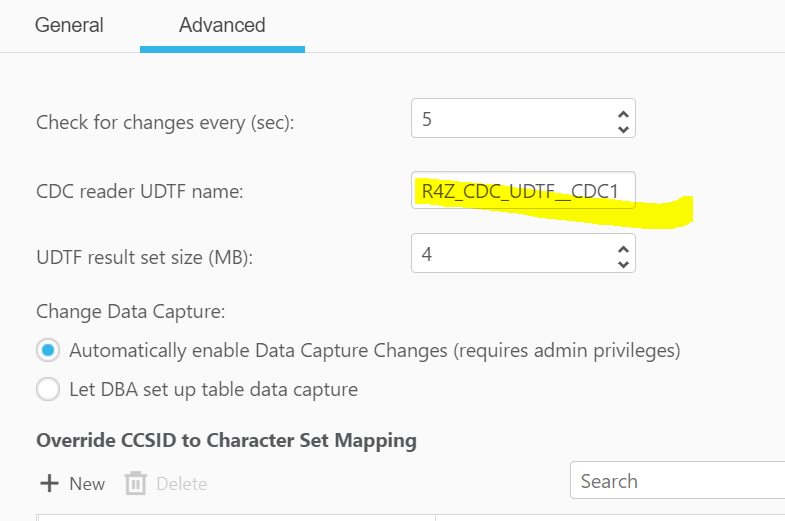 General Advanced
Check for changes every (sec): 5
CDC reader UDTF name: R4Z_CDC_UDTF__CDC1
UDTF result set size (MB): 4
Change Data Capture:
Automatically enable Data Capture Changes (requires admin privileges)
Let DBA set up table data capture
Override CCSID to Character Set Mapping
New Delete Search